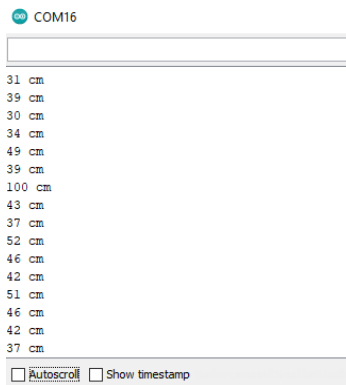 COM16
31 cm
39 cm
30 cm
34 cm
49 cm
39 cm
100 cm
43 cm
37 cm
52 cm
46 cm
42 cm
51 cm
46 cm
42 cm
37 cm
Autoscroll Show timestamp